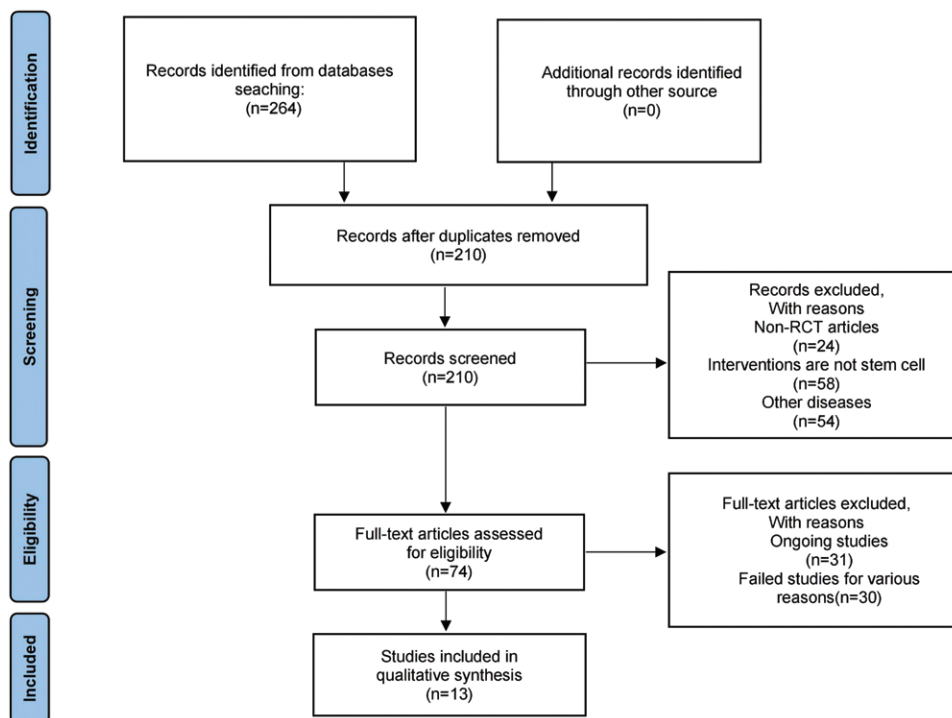 Identification
Records identified from databases
seaching:
(n=264)
Additional records identified
through other source
(n=0)
Screening
Records after duplicates removed
(n=210)
Records screened
(n=210)
Records excluded,
With reasons
Non-RCT articles
(n=24)
Interventions are not stem cell
(n=58)
Other diseases
(n=54)
Eligibility
Full-text articles assessed
for eligibility
(n=74)
Full-text articles excluded,
With reasons
Ongoing studies
(n=31)
Failed studies for various
reasons(n=30)
Included
Studies included in
qualitative synthesis
(n=13)